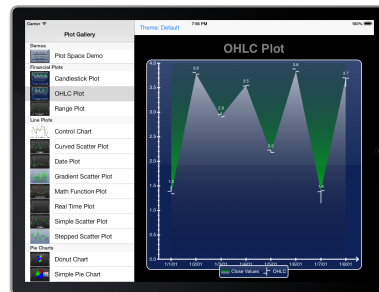 Carrier
7:56 PM
100%
Plot Gallery
Theme: Default
Demos
Plot Space Demo
Financial Plots
Candlestick Plot
OHLC Plot
Range Plot
Line Plots
Control Chart
Curved Scatter Plot
Date Plot
Gradient Scatter Plot
Math Function Plot
Real Time Plot
Simple Scatter Plot
Stepped Scatter Plot
Pie Charts
Donut Chart
Simple Pie Chart
OHLC Plot
4.0
3.5
3.0
2.5
2.0
1.5
1.0
0.5
0.0
3.8
2.9
3.5
2.2
3.8
1.4
3.7
1/1/01
1/2/01
1/3/01
1/4/01
1/5/01
1/6/01
1/7/01
1/8/01
Close Values
OHLC